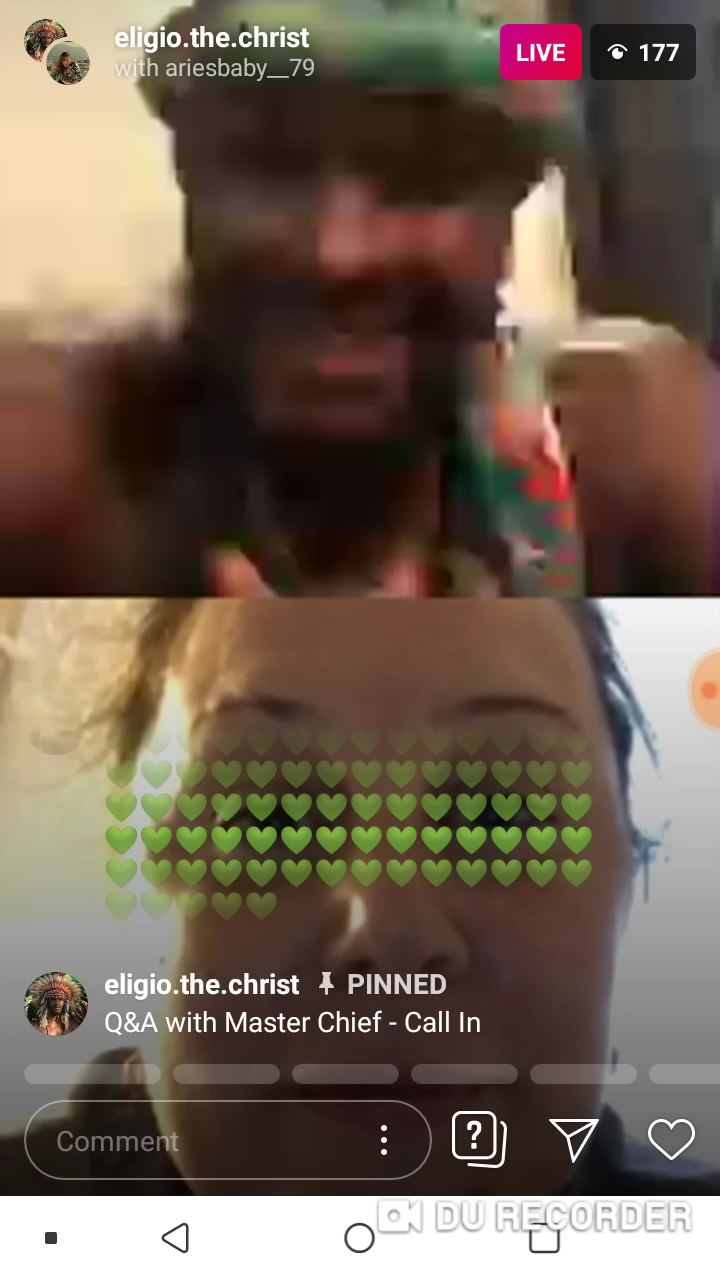 eligio.the.christ
with ariesbaby__79
LIVE
177
eligio.the.christ PINNED
Q&A with Master Chief - Call In
Comment
?
DU RECORDER